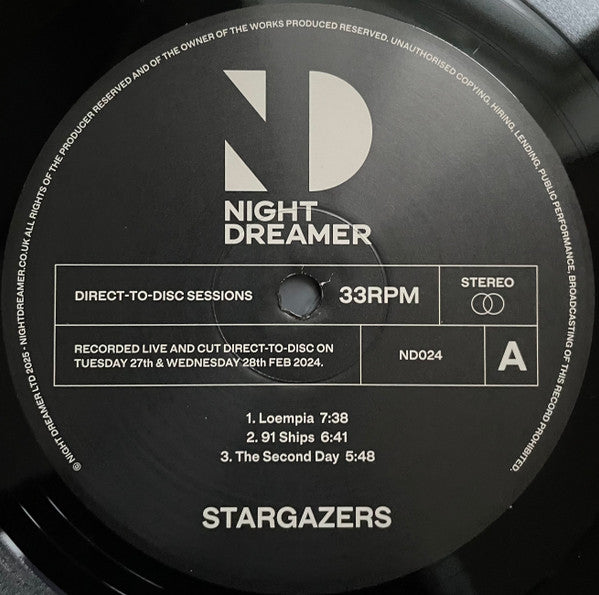 ℗ NIGHT DREAMER LTD 2025 - NIGHTDREAMER.CO.UK ALL RIGHTS OF THE PRODUCER RESERVED AND OF THE OWNER OF THE WORKS PRODUCED RESERVED. UNAUTHORISED COPYING, HIRING, LENDING, PUBLIC PERFORMANCE, BROADCASTING OF THIS RECORD PROHIBITED.
ND
NIGHT
DREAMER
DIRECT-TO-DISC SESSIONS 33RPM STEREO
RECORDED LIVE AND CUT DIRECT-TO-DISC ON
TUESDAY 27th & WEDNESDAY 28th FEB 2024.
ND024
A
1. Loempia 7:38
2. 91 Ships 6:41
3. The Second Day 5:48
STARGAZERS